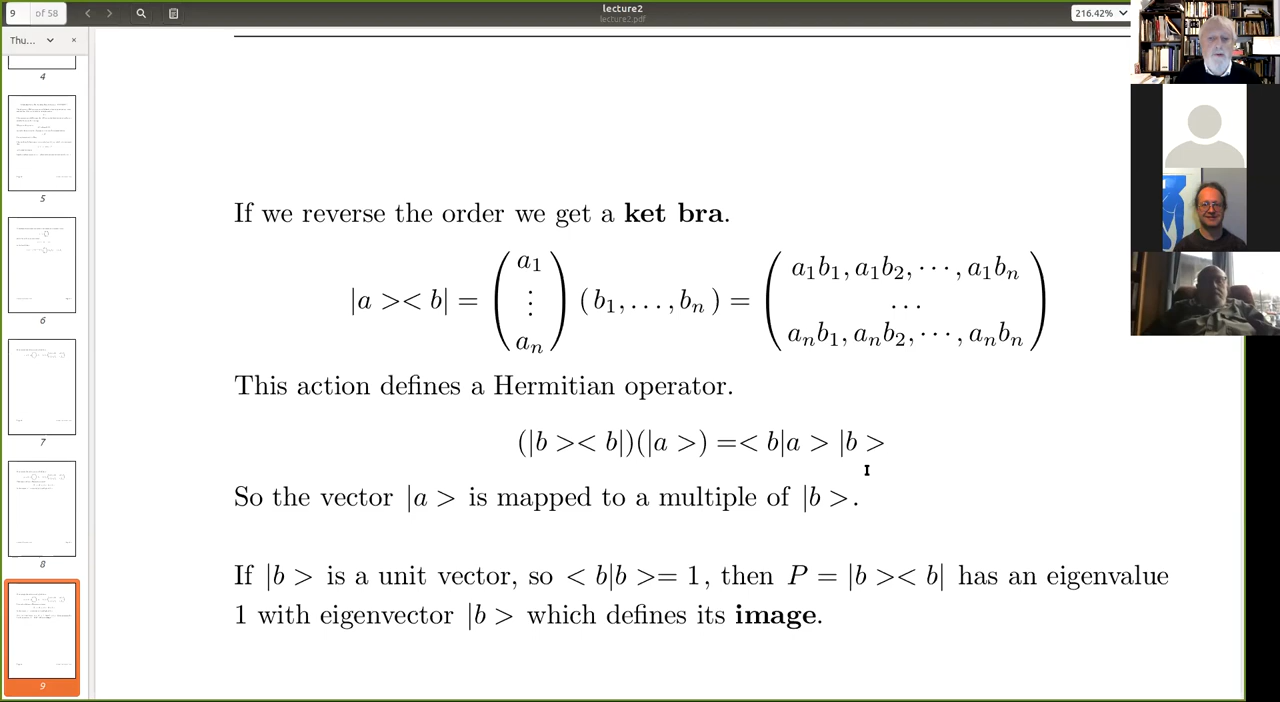 9 of 58
lecture2
lecture2.pdf
216.42%
Thu...
4
5
6
7
8
9
If we reverse the order we get a ket bra.
|a >< b| = ( a₁ ⋮ aₙ ) ( b₁, . . . , bₙ ) = ( a₁b₁, a₁b₂, · · · , a₁bₙ . . . aₙb₁, aₙb₂, · · · , aₙbₙ )
This action defines a Hermitian operator.
(|b >< b|)(|a >) =< b|a > |b >
So the vector |a > is mapped to a multiple of |b >.
If |b > is a unit vector, so < b|b >= 1, then P = |b >< b| has an eigenvalue
1 with eigenvector |b > which defines its image.